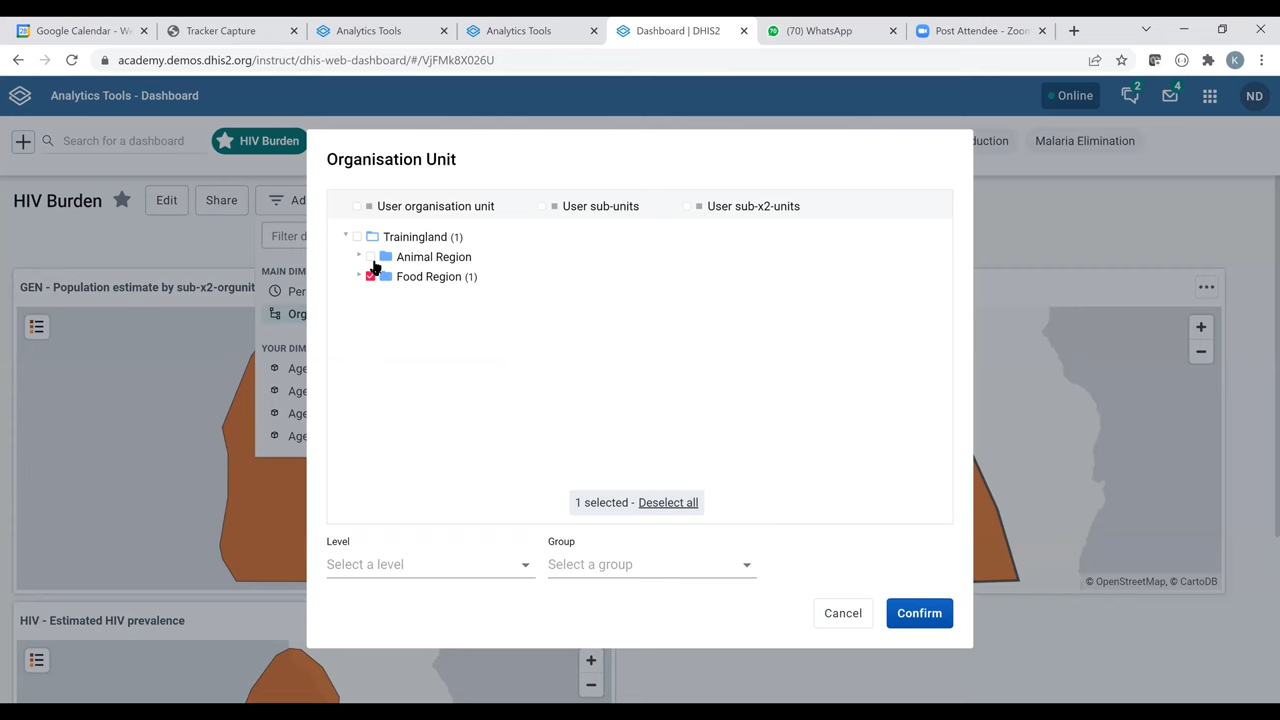 Google Calendar - We
Tracker Capture
Analytics Tools
Analytics Tools
Dashboard | DHIS2
(70) WhatsApp
Post Attendee - Zoom
academy.demos.dhis2.org/instruct/dhis-web-dashboard/#/VjFMk8X026U
K
Analytics Tools - Dashboard
Online
2
4
ND
Search for a dashboard
HIV Burden
duction
Malaria Elimination
HIV Burden
Edit
Share
Ad
Filter d
MAIN DIM
Per
Org
YOUR DIM
Age
Age
Age
Age
GEN - Population estimate by sub-x2-orgunit
© OpenStreetMap, © CartoDB
HIV - Estimated HIV prevalence
Organisation Unit
User organisation unit
User sub-units
User sub-x2-units
Trainingland (1)
Animal Region
Food Region (1)
1 selected - Deselect all
Level
Group
Select a level
Select a group
Cancel
Confirm